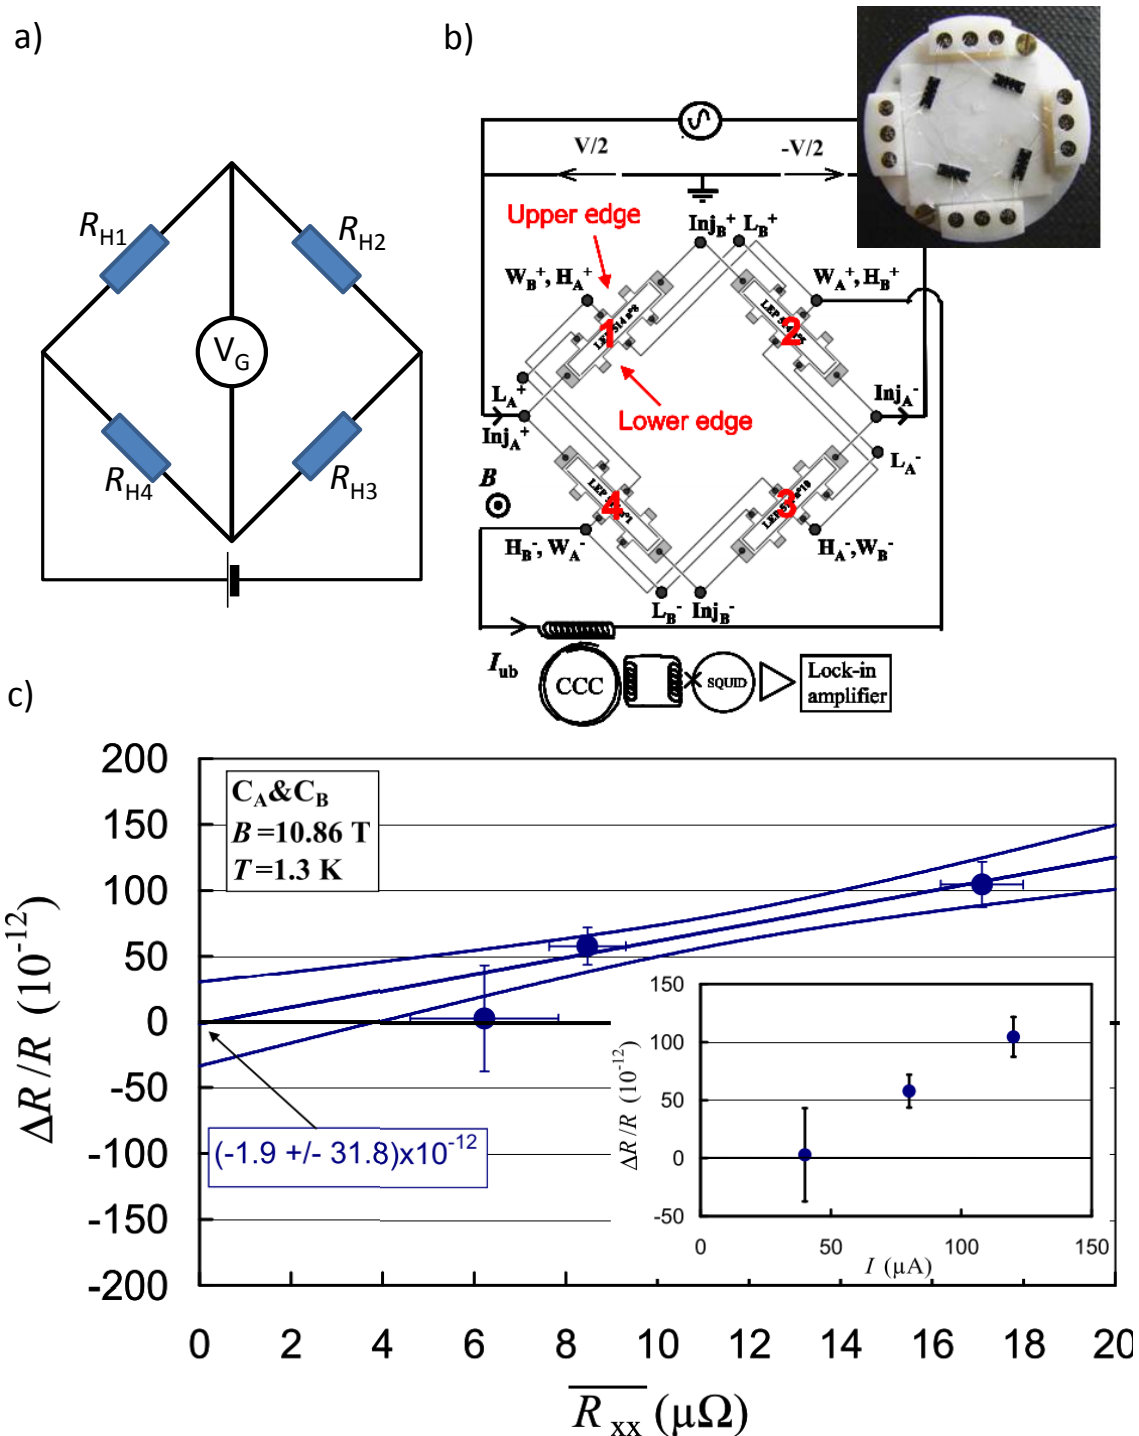 a)
R_H1
R_H2
V_G
R_H4
R_H3
b)
V/2
-V/2
Upper edge
Inj_B^+ L_B^+
W_B^+, H_A^+
W_A^+, H_B^+
LEP 514 n°8
1
2
L_A^+
Inj_A^+
Lower edge
Inj_A^-
L_A^-
B
4
3
H_B^-, W_A^-
H_A^-,W_B^-
L_B^- Inj_B^-
I_ub
CCC
SQUID
Lock-in
amplifier
c)
C_A&C_B
B=10.86 T
T=1.3 K
ΔR/R (10^-12)
200
150
100
50
0
-50
-100
-150
-200
(-1.9 +/- 31.8)x10^-12
ΔR/R (10^-12)
150
100
50
0
-50
0
50
100
150
I (µA)
0 2 4 6 8 10 12 14 16 18 20
R_xx (µΩ)